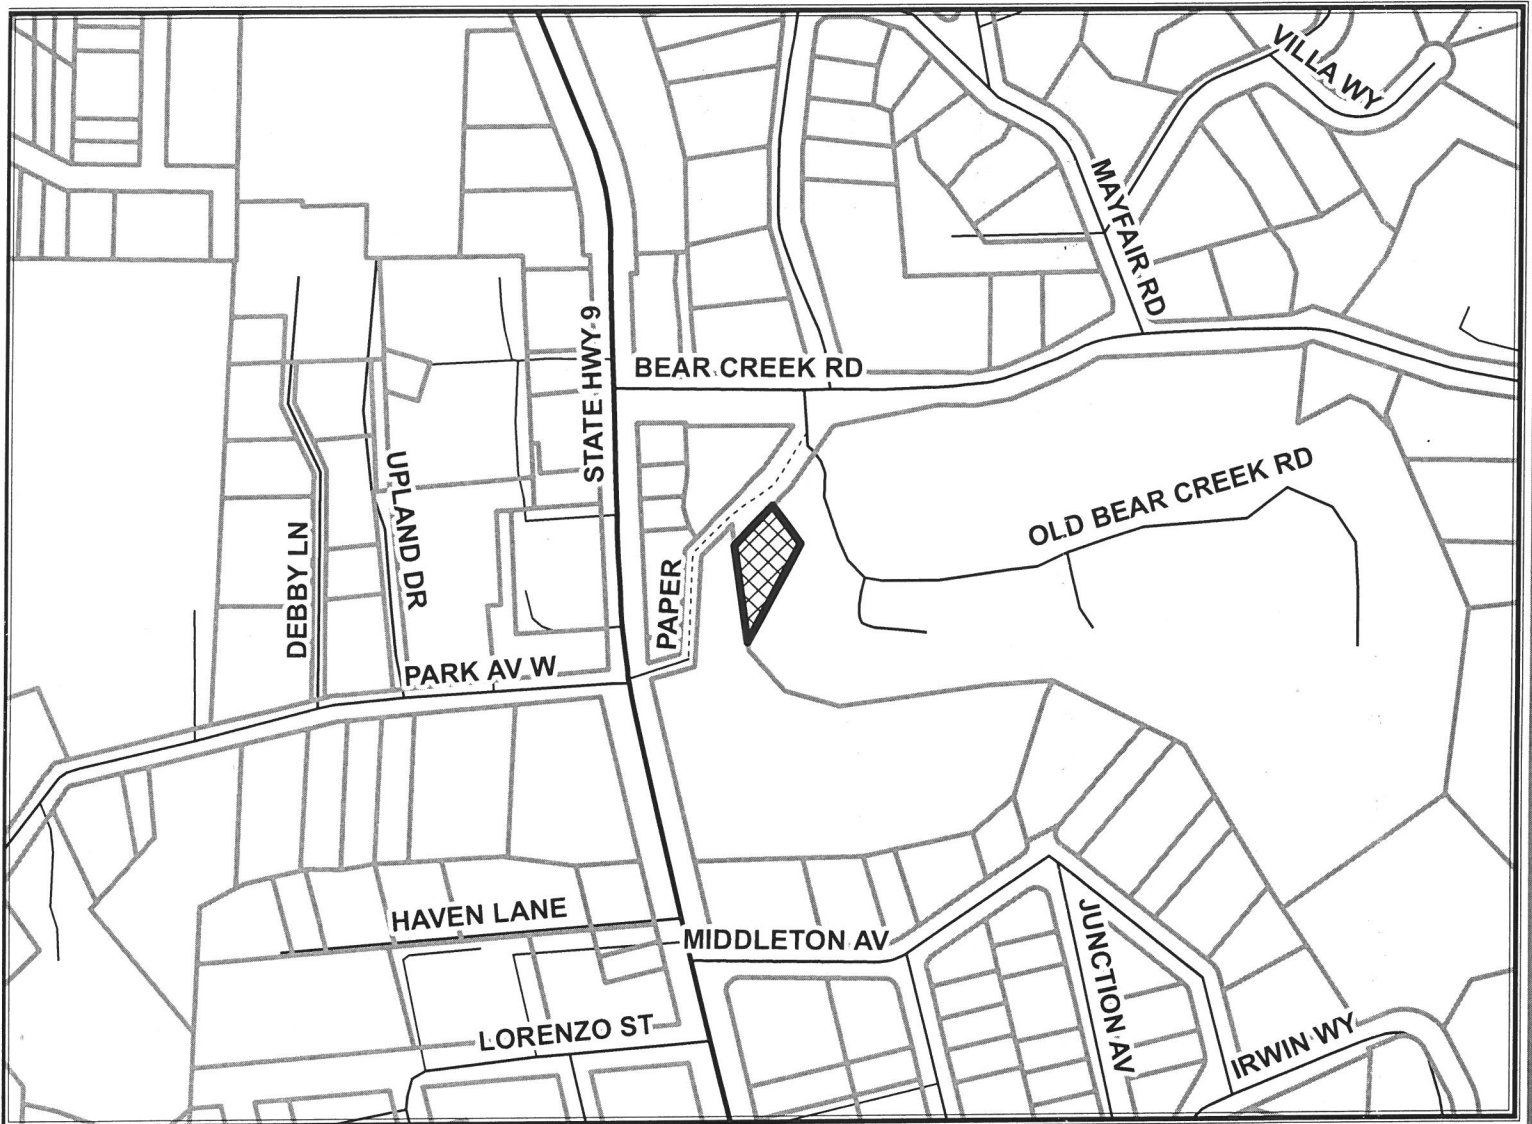 VILLA WY
MAYFAIR RD
STATE HWY 9
BEAR CREEK RD
UPLAND DR
OLD BEAR CREEK RD
DEBBY LN
PAPER
PARK AV W
HAVEN LANE
MIDDLETON AV
JUNCTION AV
LORENZO ST
IRWIN WY